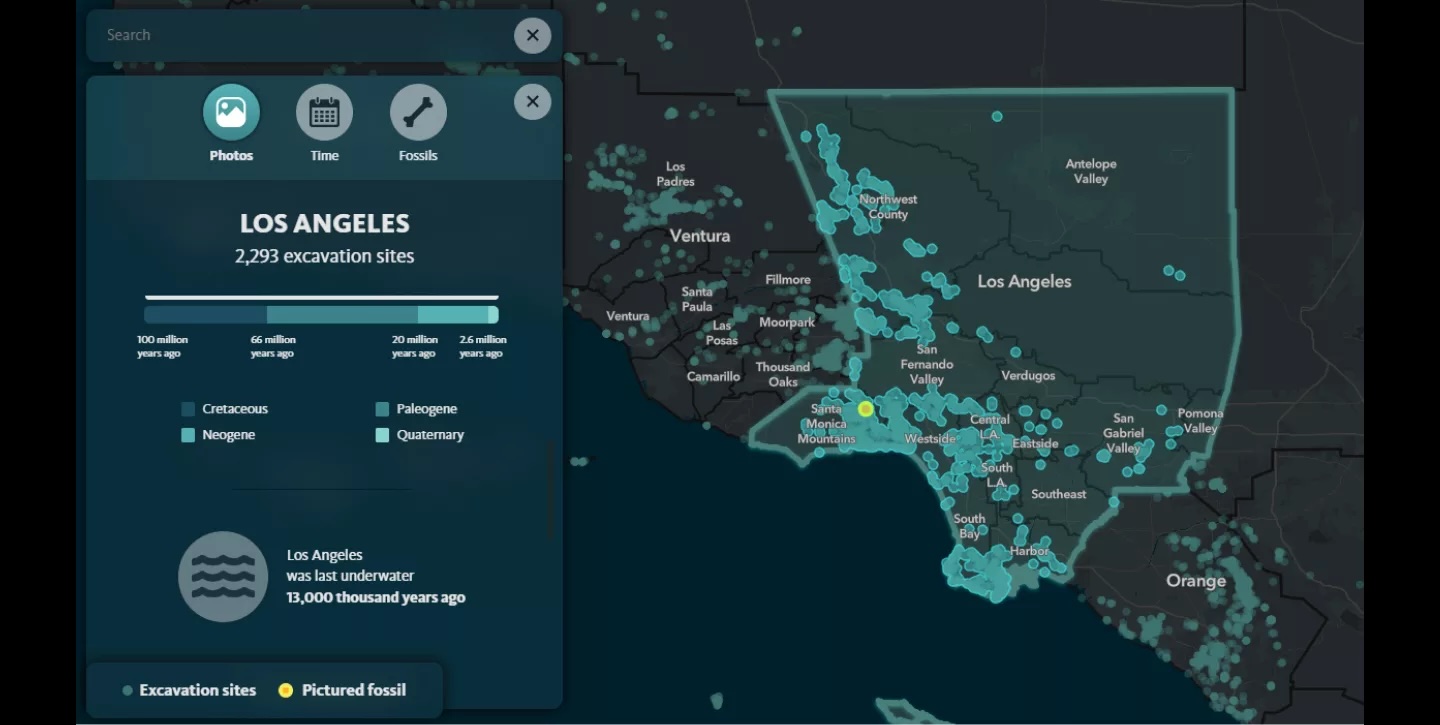 Search
Photos
Time
Fossils
LOS ANGELES
2,293 excavation sites
100 million
years ago
66 million
years ago
20 million
years ago
2.6 million
years ago
Cretaceous
Paleogene
Neogene
Quaternary
Los Angeles
was last underwater
13,000 thousand years ago
Excavation sites
Pictured fossil
Los
Padres
Ventura
Fillmore
Santa
Paula
Ventura
Las
Posas
Moorpark
Camarillo
Thousand
Oaks
Northwest
County
Antelope
Valley
Los Angeles
San
Fernando
Valley
Verdugos
Santa
Monica
Mountains
Westside
Central
L.A.
Eastside
San
Gabriel
Valley
Pomona
Valley
South
L.A.
Southeast
South
Bay
Harbor
Orange